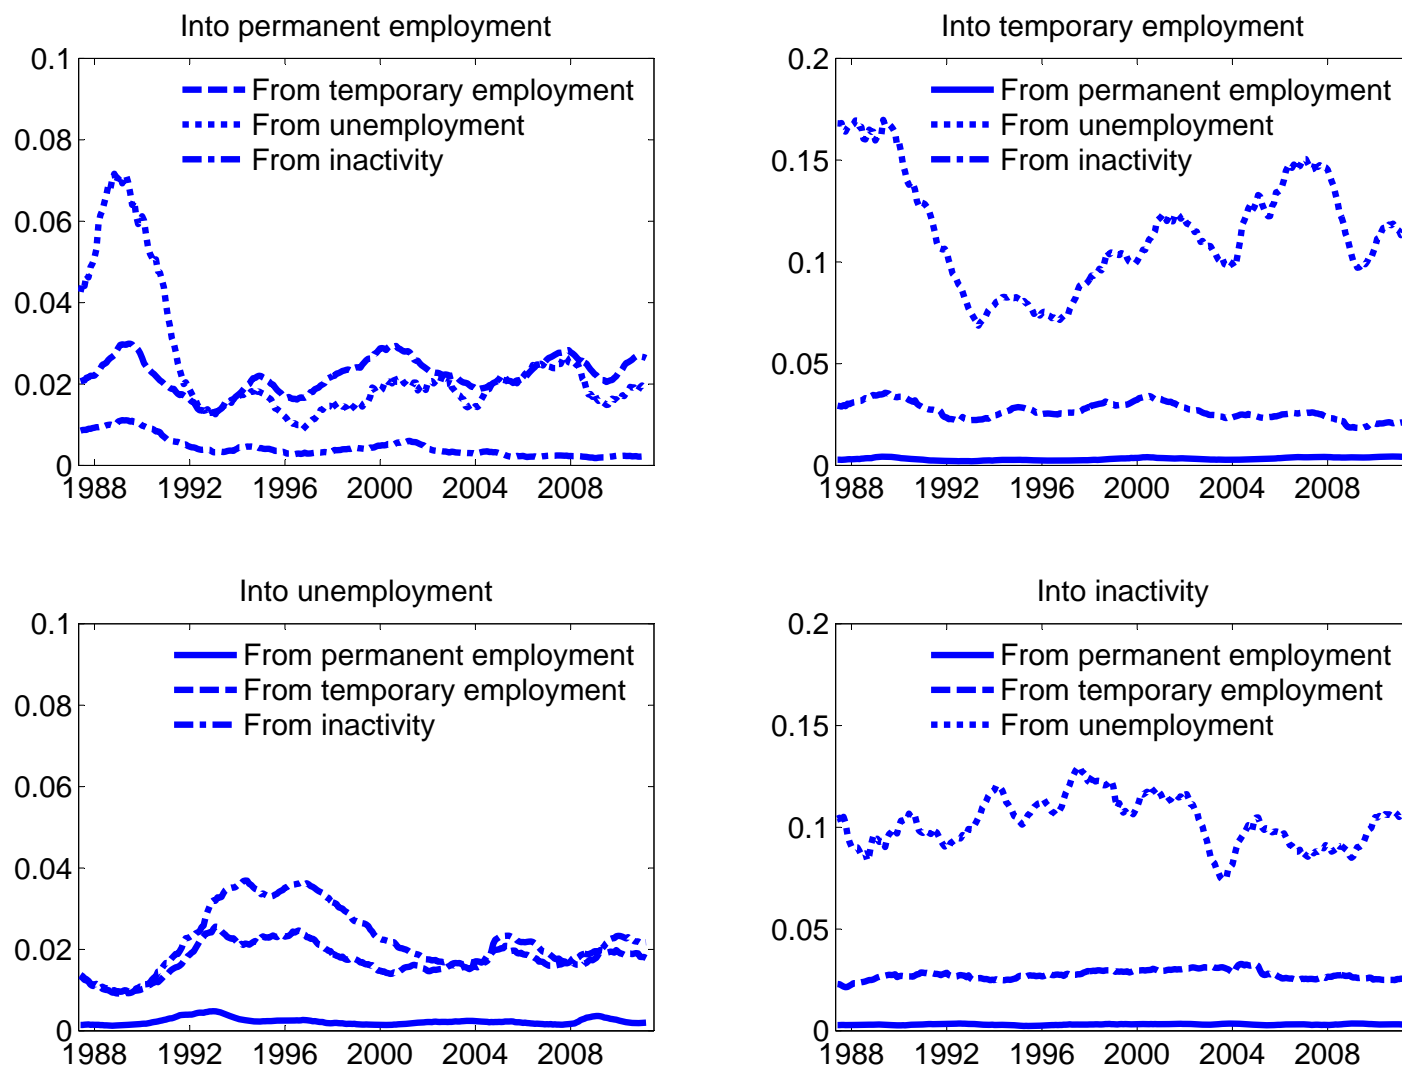 Into permanent employment
0.1
0.08
0.06
0.04
0.02
0
From temporary employment
From unemployment
From inactivity
1988 1992 1996 2000 2004 2008
Into temporary employment
0.2
0.15
0.1
0.05
0
From permanent employment
From unemployment
From inactivity
1988 1992 1996 2000 2004 2008
Into unemployment
0.1
0.08
0.06
0.04
0.02
0
From permanent employment
From temporary employment
From inactivity
1988 1992 1996 2000 2004 2008
Into inactivity
0.2
0.15
0.1
0.05
0
From permanent employment
From temporary employment
From unemployment
1988 1992 1996 2000 2004 2008